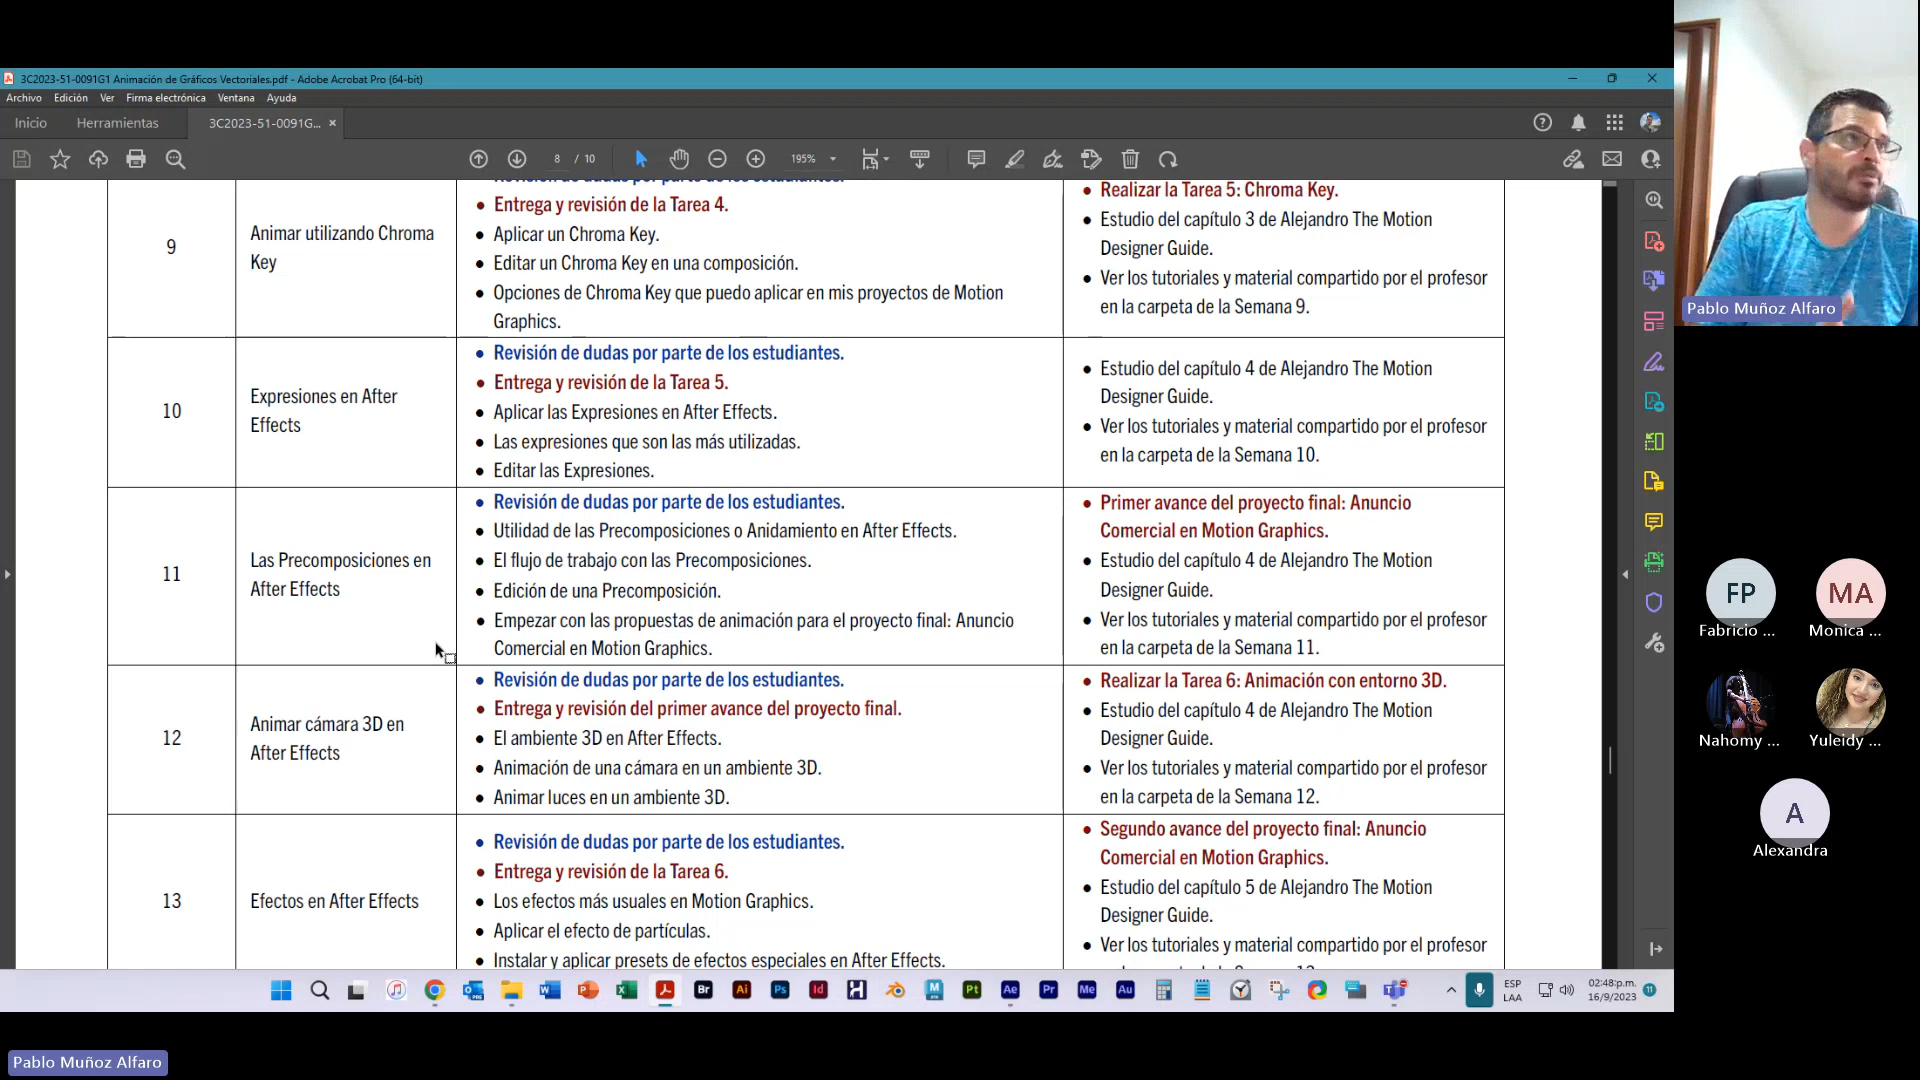 3C2023-51-0091G1 Animación de Gráficos Vectoriales.pdf - Adobe Acrobat Pro (64-bit)
Archivo Edición Ver Firma electrónica Ventana Ayuda
Inicio Herramientas 3C2023-51-0091G... ×
8 / 10 195%
9
Animar utilizando Chroma
Key
Revisión de dudas por parte de los estudiantes.
• Entrega y revisión de la Tarea 4.
• Aplicar un Chroma Key.
• Editar un Chroma Key en una composición.
• Opciones de Chroma Key que puedo aplicar en mis proyectos de Motion
Graphics.
• Realizar la Tarea 5: Chroma Key.
• Estudio del capítulo 3 de Alejandro The Motion
Designer Guide.
• Ver los tutoriales y material compartido por el profesor
en la carpeta de la Semana 9.
10
Expresiones en After
Effects
• Revisión de dudas por parte de los estudiantes.
• Entrega y revisión de la Tarea 5.
• Aplicar las Expresiones en After Effects.
• Las expresiones que son las más utilizadas.
• Editar las Expresiones.
• Estudio del capítulo 4 de Alejandro The Motion
Designer Guide.
• Ver los tutoriales y material compartido por el profesor
en la carpeta de la Semana 10.
11
Las Precomposiciones en
After Effects
• Revisión de dudas por parte de los estudiantes.
• Utilidad de las Precomposiciones o Anidamiento en After Effects.
• El flujo de trabajo con las Precomposiciones.
• Edición de una Precomposición.
• Empezar con las propuestas de animación para el proyecto final: Anuncio
Comercial en Motion Graphics.
• Primer avance del proyecto final: Anuncio
Comercial en Motion Graphics.
• Estudio del capítulo 4 de Alejandro The Motion
Designer Guide.
• Ver los tutoriales y material compartido por el profesor
en la carpeta de la Semana 11.
12
Animar cámara 3D en
After Effects
• Revisión de dudas por parte de los estudiantes.
• Entrega y revisión del primer avance del proyecto final.
• El ambiente 3D en After Effects.
• Animación de una cámara en un ambiente 3D.
• Animar luces en un ambiente 3D.
• Realizar la Tarea 6: Animación con entorno 3D.
• Estudio del capítulo 4 de Alejandro The Motion
Designer Guide.
• Ver los tutoriales y material compartido por el profesor
en la carpeta de la Semana 12.
13
Efectos en After Effects
• Revisión de dudas por parte de los estudiantes.
• Entrega y revisión de la Tarea 6.
• Los efectos más usuales en Motion Graphics.
• Aplicar el efecto de partículas.
• Instalar y aplicar presets de efectos especiales en After Effects.
• Segundo avance del proyecto final: Anuncio
Comercial en Motion Graphics.
• Estudio del capítulo 5 de Alejandro The Motion
Designer Guide.
• Ver los tutoriales y material compartido por el profesor
Br Ai Ps Id Pt Ae Pr Me Au
ESP
LAA
02:48:p.m.
16/9/2023
11
Pablo Muñoz Alfaro
FP
Fabricio ...
MA
Monica ...
Nahomy ...
Yuleidy ...
A
Alexandra
Pablo Muñoz Alfaro